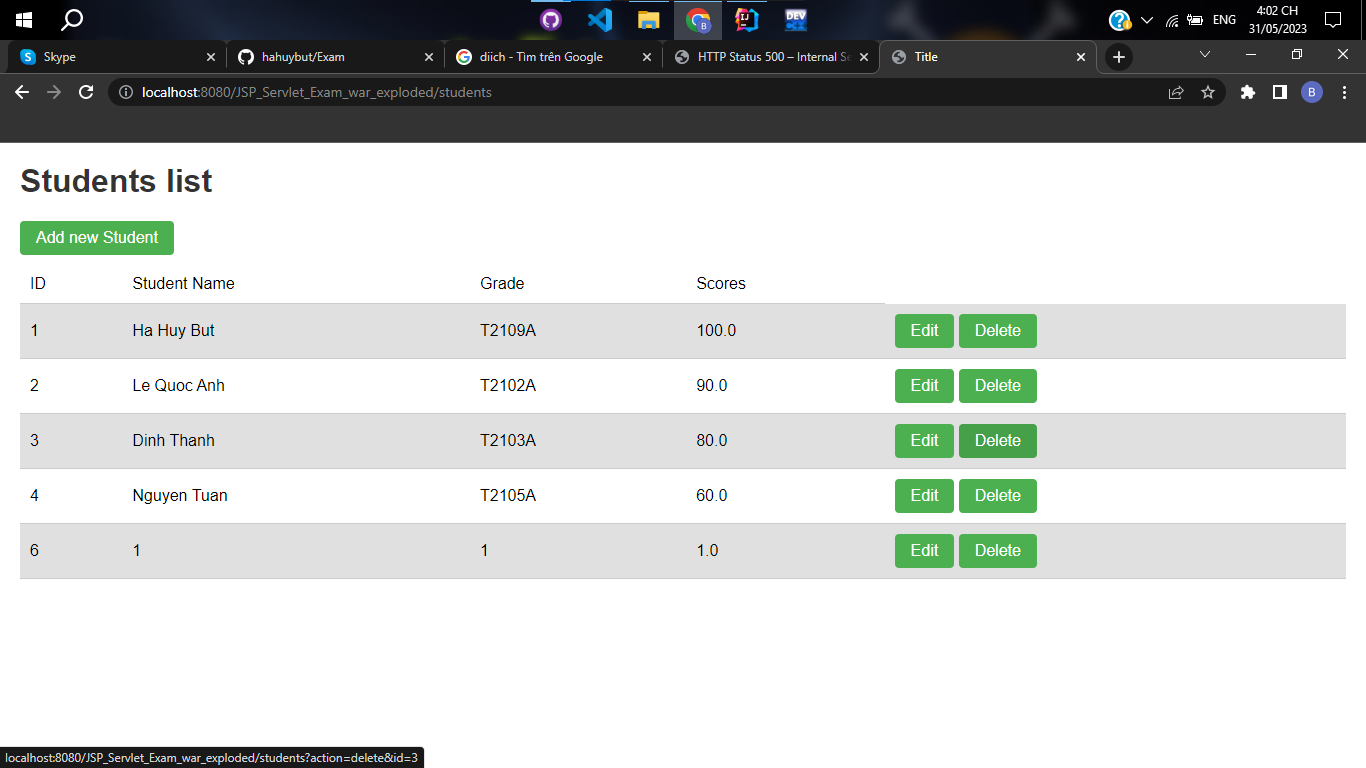 4:02 CH
ENG
31/05/2023
Skype
hahuybut/Exam
diich - Tìm trên Google
HTTP Status 500 – Internal Se
Title
localhost:8080/JSP_Servlet_Exam_war_exploded/students
B
Students list
Add new Student
ID Student Name Grade Scores
1 Ha Huy But T2109A 100.0 Edit Delete
2 Le Quoc Anh T2102A 90.0 Edit Delete
3 Dinh Thanh T2103A 80.0 Edit Delete
4 Nguyen Tuan T2105A 60.0 Edit Delete
6 1 1 1.0 Edit Delete
localhost:8080/JSP_Servlet_Exam_war_exploded/students?action=delete&id=3